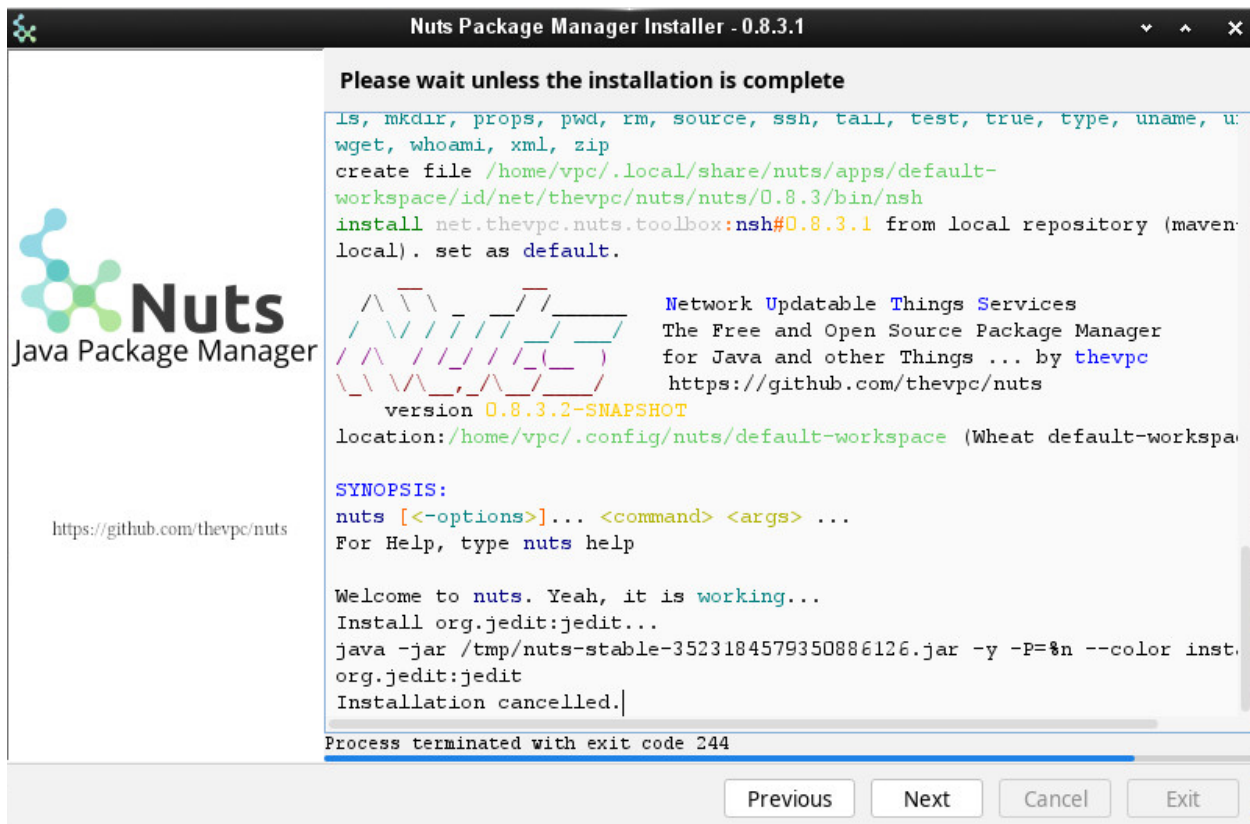 Nuts Package Manager Installer - 0.8.3.1
Please wait unless the installation is complete
ls, mkdir, props, pwd, rm, source, ssh, tail, test, true, type, uname,
wget, whoami, xml, zip
create file /home/vpc/.local/share/nuts/apps/default-
workspace/id/net/thevpc/nuts/nuts/0.8.3/bin/nsh
install net.thevpc.nuts.toolbox:nsh#0.8.3.1 from local repository (maven-
local). set as default.
Network Updatable Things Services
The Free and Open Source Package Manager
for Java and other Things ... by thevpc
https://github.com/thevpc/nuts
version 0.8.3.2-SNAPSHOT
location:/home/vpc/.config/nuts/default-workspace (Wheat
SYNOPSIS:
nuts [<-options>]... <command> <args> ...
For Help, type nuts help
Welcome to nuts. Yeah, it is working...
Install org.jedit:jedit...
java -jar /tmp/nuts-stable-3523184579350886126.jar -y -P=%n --color
org.jedit:jedit
Installation cancelled.
Process terminated with exit code 244
Nuts
Java Package Manager
https://github.com/thevpc/nuts
Previous
Next
Cancel
Exit